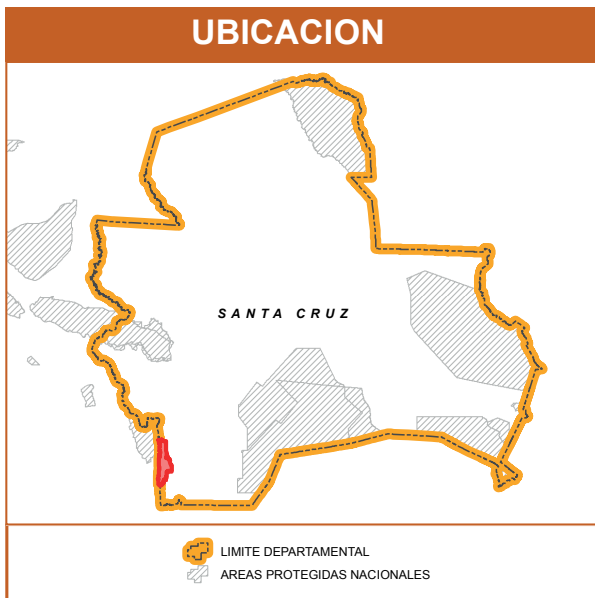 UBICACION
SANTA CRUZ
LIMITE DEPARTAMENTAL
AREAS PROTEGIDAS NACIONALES